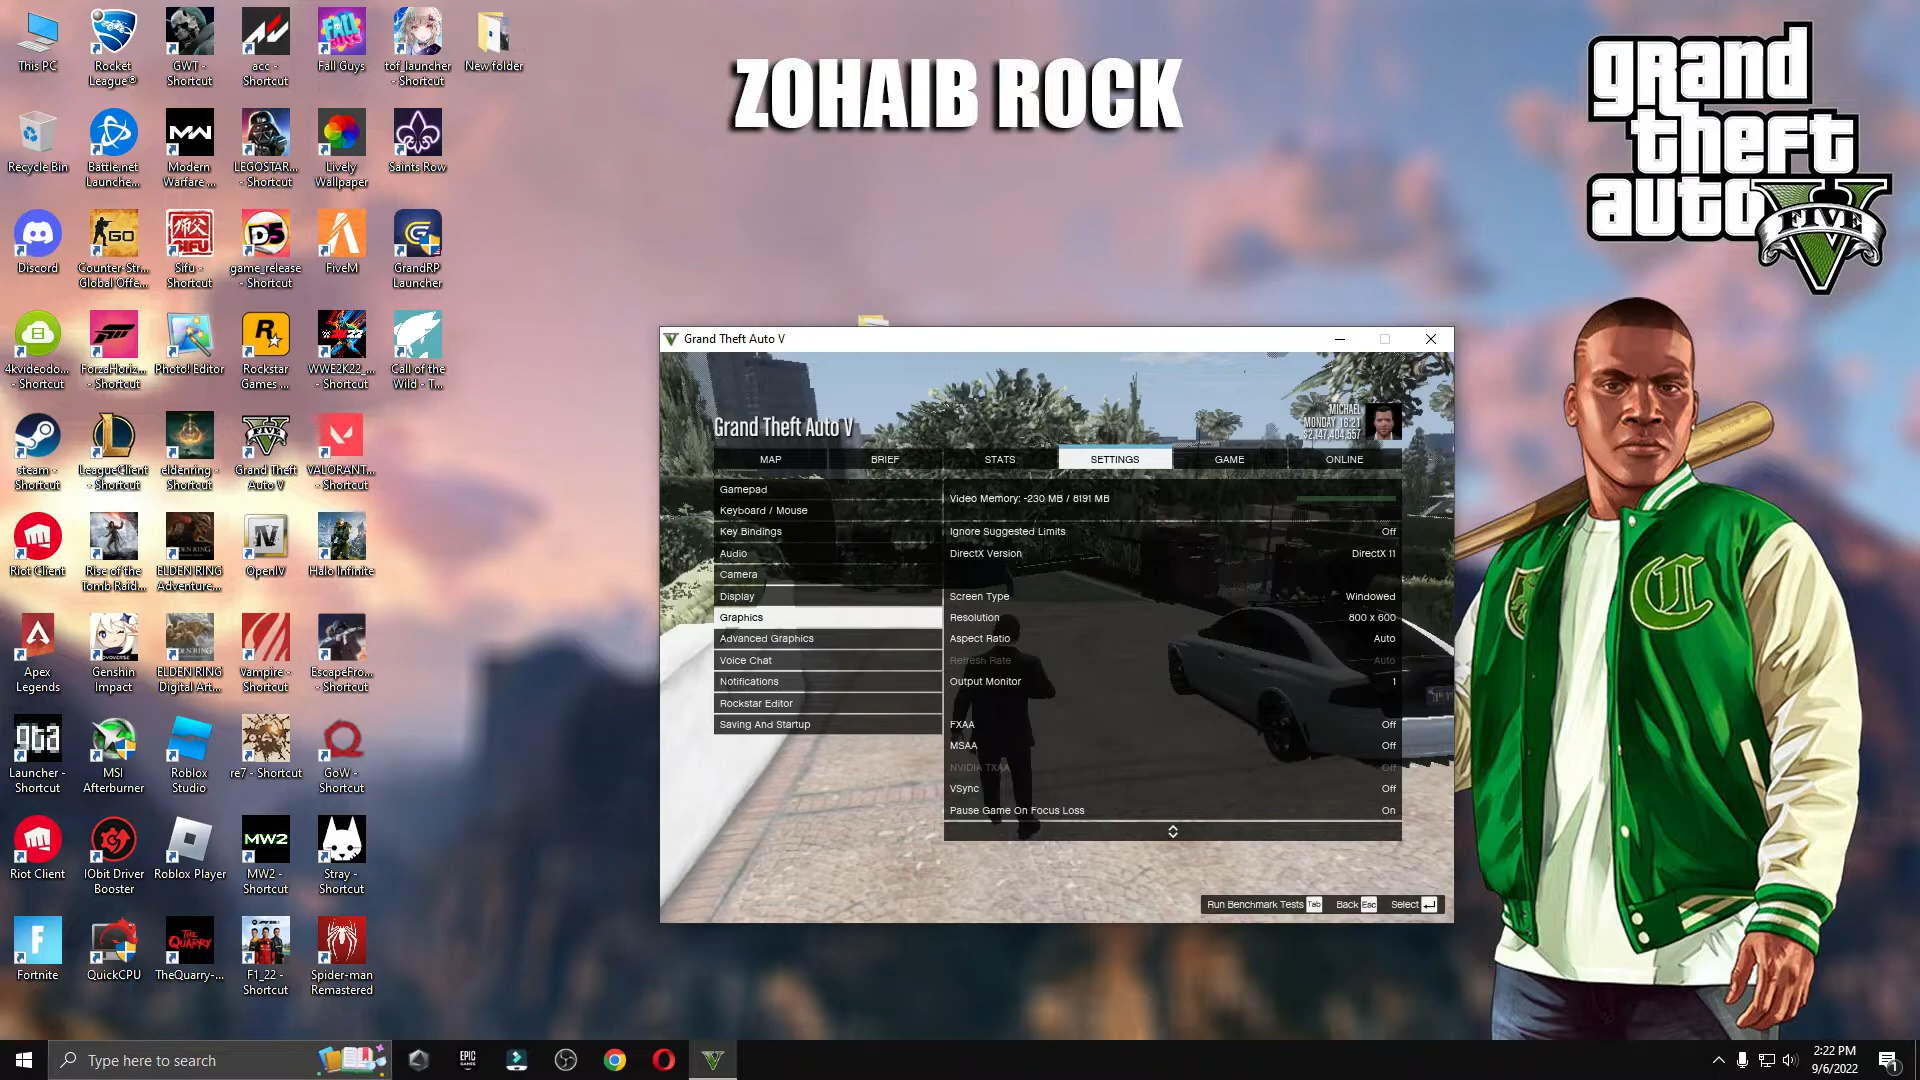 This PC
Rocket
League®
GWT -
Shortcut
acc -
Shortcut
Fall Guys
tof_launcher
- Shortcut
New folder
Recycle Bin
Battle.net
Launche...
Modern
Warfare ...
LEGOSTAR...
- Shortcut
Lively
Wallpaper
Saints Row
Discord
Counter-Str...
Global Offe...
Sifu -
Shortcut
game_release
- Shortcut
FiveM
GrandRP
Launcher
4kvideodo...
- Shortcut
ForzaHoriz...
- Shortcut
Photo! Editor
Rockstar
Games ...
WWE2K22_...
- Shortcut
Call of the
Wild - T...
steam -
Shortcut
LeagueClient
- Shortcut
eldenring -
Shortcut
Grand Theft
Auto V
VALORANT...
- Shortcut
Riot Client
Rise of the
Tomb Raid...
ELDEN RING
Adventure...
OpenIV
Halo Infinite
Apex
Legends
Genshin
Impact
ELDEN RING
Digital Art...
Vampire -
Shortcut
EscapeFro...
- Shortcut
Launcher -
Shortcut
MSI
Afterburner
Roblox
Studio
re7 - Shortcut
GoW -
Shortcut
Riot Client
IObit Driver
Booster
Roblox Player
MW2 -
Shortcut
Stray -
Shortcut
Fortnite
QuickCPU
TheQuarry-...
F1_22 -
Shortcut
Spider-man
Remastered
ZOHAIB ROCK
grand
theft
auto
V
FIVE
Grand Theft Auto V
Grand Theft Auto V
MICHAEL
MONDAY 16:21
$2,147,404,557
MAP BRIEF STATS SETTINGS GAME ONLINE
Gamepad
Keyboard / Mouse
Key Bindings
Audio
Camera
Display
Graphics
Advanced Graphics
Voice Chat
Notifications
Rockstar Editor
Saving And Startup
Video Memory: -230 MB / 8191 MB
Ignore Suggested Limits Off
DirectX Version DirectX 11
Screen Type Windowed
Resolution 800 x 600
Aspect Ratio Auto
Refresh Rate Auto
Output Monitor 1
FXAA Off
MSAA Off
NVIDIA TXAA Off
VSync Off
Pause Game On Focus Loss On
Run Benchmark Tests Tab Back Esc Select
Type here to search
2:22 PM
9/6/2022
1